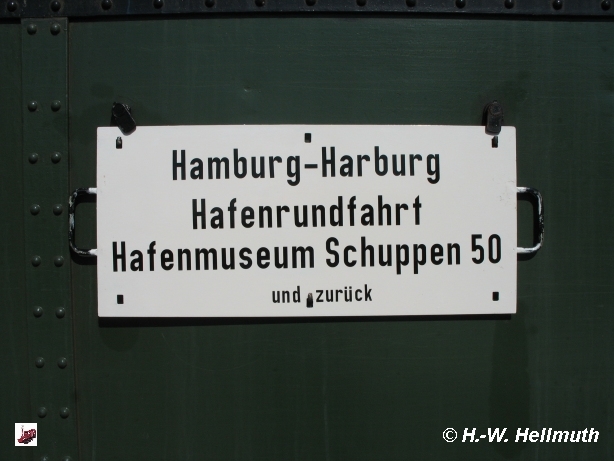 Hamburg-Harburg
Hafenrundfahrt
Hafenmuseum Schuppen 50
und zurück
© H.-W. Hellmuth